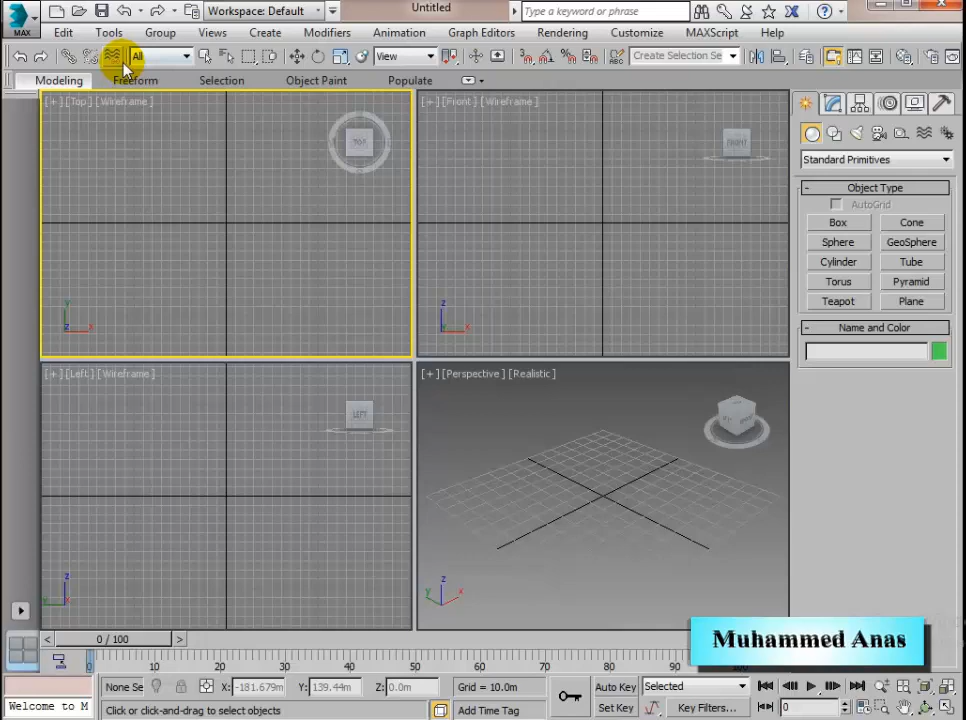 Workspace: Default
Untitled
Type a keyword or phrase
MAX
Edit Tools Group Views Create Modifiers Animation Graph Editors Rendering Customize MAXScript Help
All
View
Create Selection Se
Modeling Freeform Selection Object Paint Populate
[+] [Top] [Wireframe]
TOP
[+] [Front] [Wireframe]
FRONT
Standard Primitives
Object Type
AutoGrid
Box Cone
Sphere GeoSphere
Cylinder Tube
Torus Pyramid
Teapot Plane
Name and Color
y
z x
z
x
[+] [Left] [Wireframe]
LEFT
[+] [Perspective] [Realistic]
z
y
z
y x
< 0 / 100 >
Muhammed Anas
0 10 20 30 40 50 60 70 80 90
None Se X: -181.679m Y: 139.44m Z: 0.0m Grid = 10.0m Auto Key Selected
Welcome to M Click or click-and-drag to select objects Add Time Tag Set Key Key Filters... 0